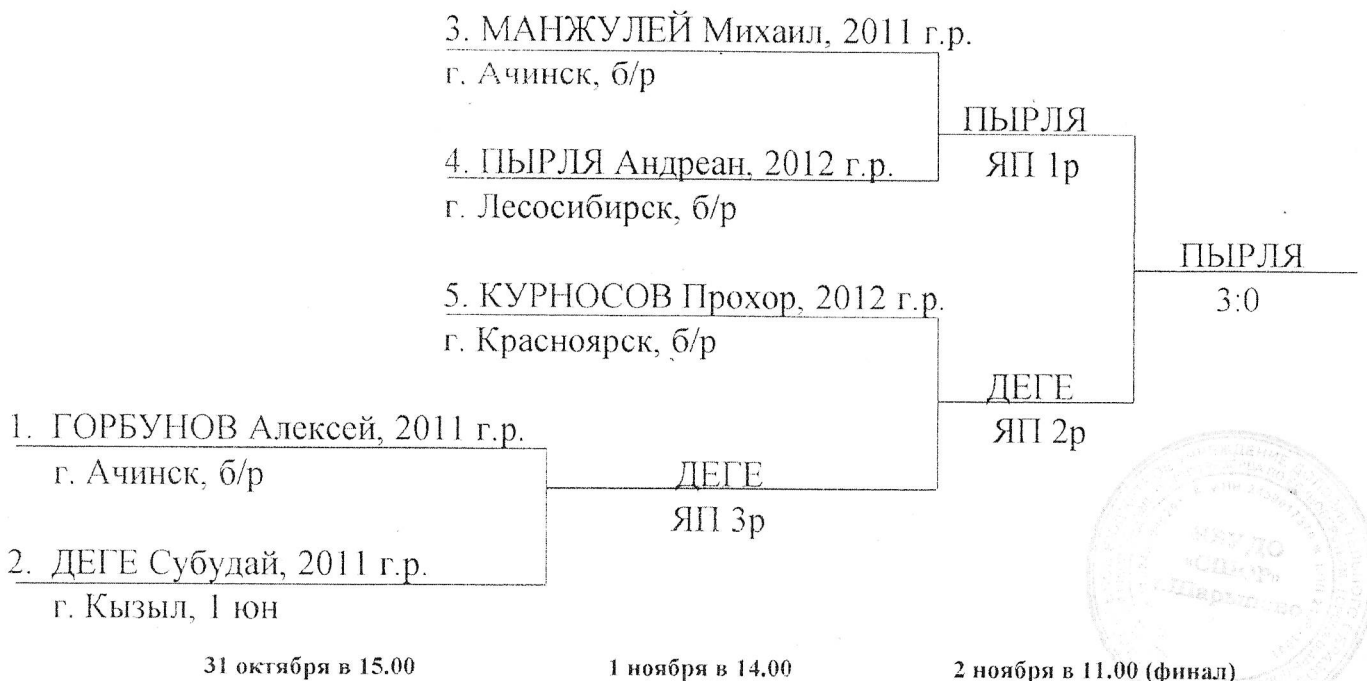 3. МАНЖУЛЕЙ Михаил, 2011 г.р.
г. Ачинск, б/р
ПЫРЛЯ
ЯП 1р
4. ПЫРЛЯ Андреан, 2012 г.р.
г. Лесосибирск, б/р
ПЫРЛЯ
3:0
5. КУРНОСОВ Прохор, 2012 г.р.
г. Красноярск, б/р
ДЕГЕ
ЯП 2р
1. ГОРБУНОВ Алексей, 2011 г.р.
г. Ачинск, б/р
ДЕГЕ
ЯП 3р
2. ДЕГЕ Субудай, 2011 г.р.
г. Кызыл, 1 юн
31 октября в 15.00
1 ноября в 14.00
2 ноября в 11.00 (финал)